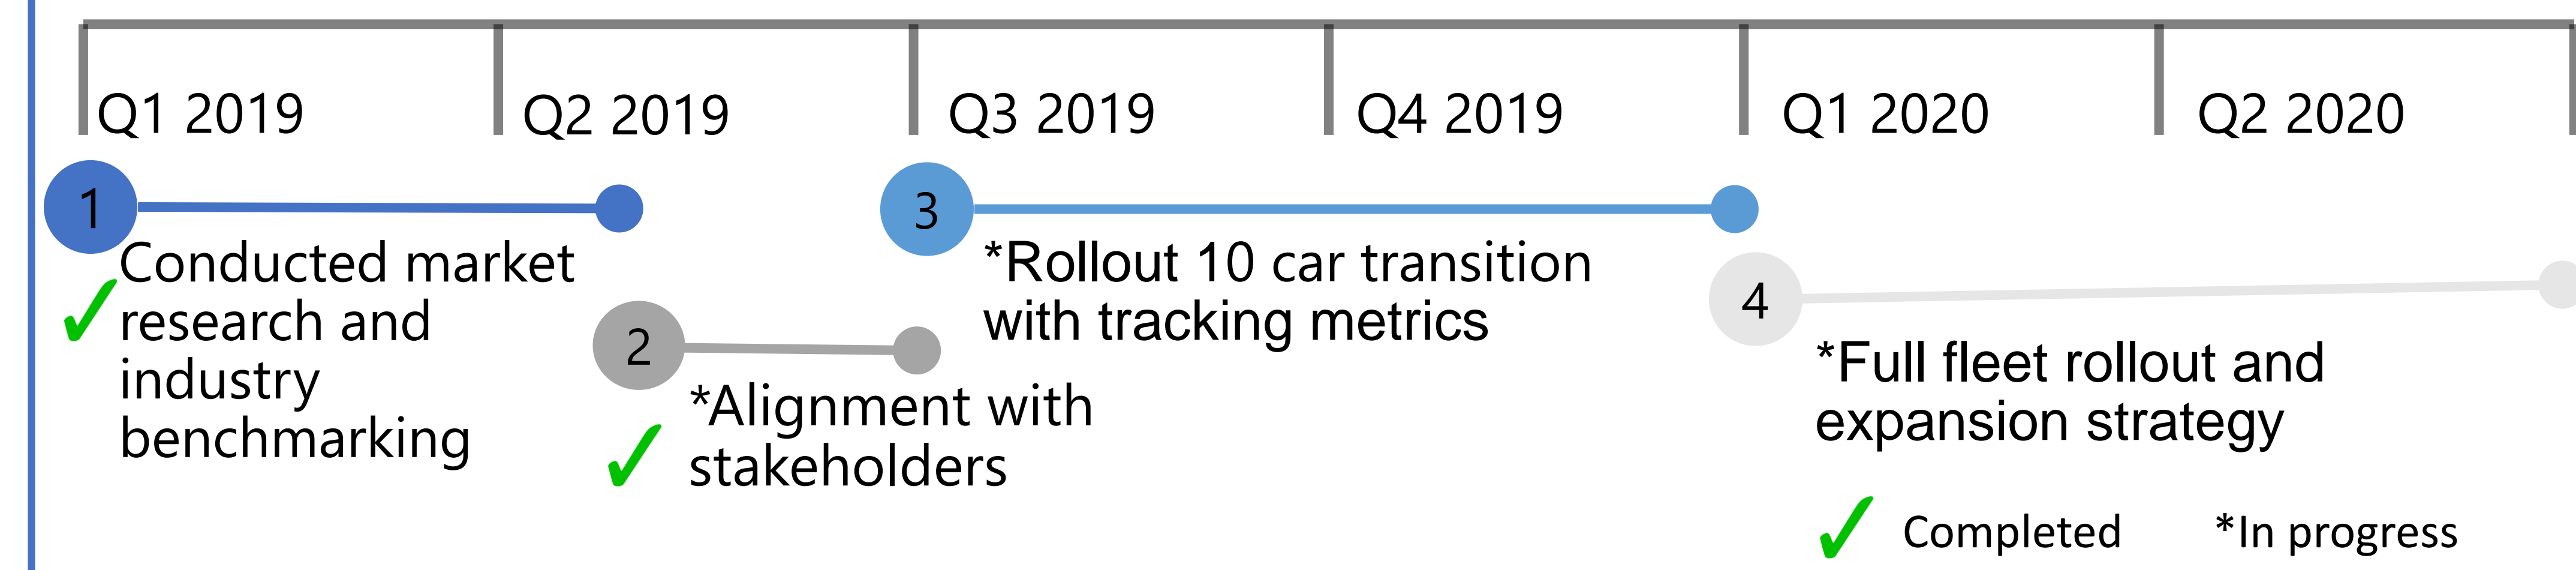 Q1 2019
Q2 2019
Q3 2019
Q4 2019
Q1 2020
Q2 2020
1
Conducted market
research and
industry
benchmarking
2
*Alignment with
stakeholders
3
*Rollout 10 car transition
with tracking metrics
4
*Full fleet rollout and
expansion strategy
Completed
*In progress